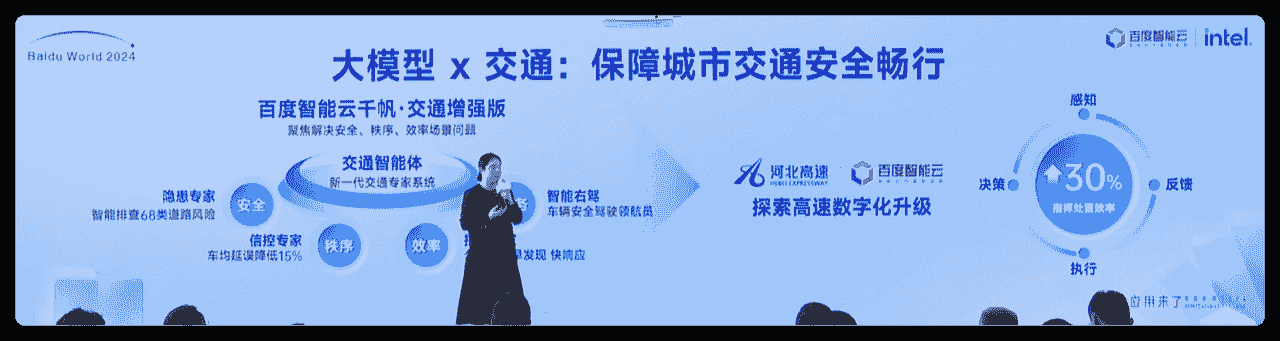 Baidu World 2024
百度智能云 | intel.
大模型 x 交通：保障城市交通安全畅行
百度智能云千帆·交通增强版
聚焦解决安全、秩序、效率场景问题
交通智能体
新一代交通专家系统
隐患专家
智能排查68类道路风险
安全
信控专家
车均延误降低15%
秩序
效率
务
智能右驾
车辆安全驾驶领航员
发现 快响应
河北高速
HEBEI EXPRESSWAY
百度智能云
探索高速数字化升级
感知
决策
30%
指挥处置效率
反馈
执行
应用来了